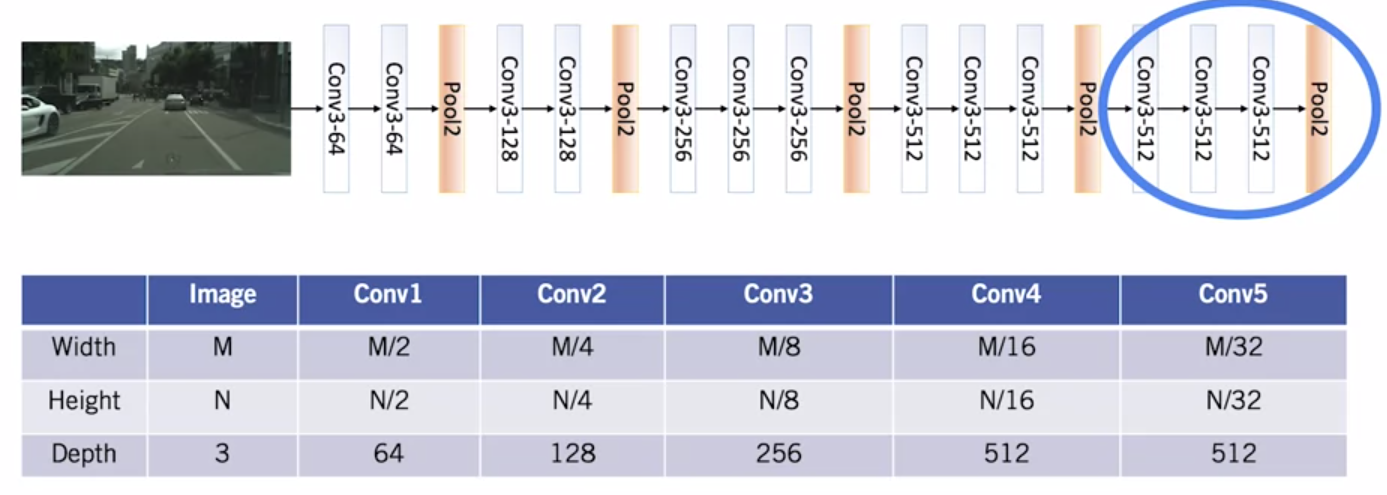 Conv3-64
Conv3-64
Pool2
Conv3-128
Conv3-128
Pool2
Conv3-256
Conv3-256
Conv3-256
Pool2
Conv3-512
Conv3-512
Conv3-512
Pool2
Conv3-512
Conv3-512
Conv3-512
Pool2
Image Conv1 Conv2 Conv3 Conv4 Conv5
Width M M/2 M/4 M/8 M/16 M/32
Height N N/2 N/4 N/8 N/16 N/32
Depth 3 64 128 256 512 512